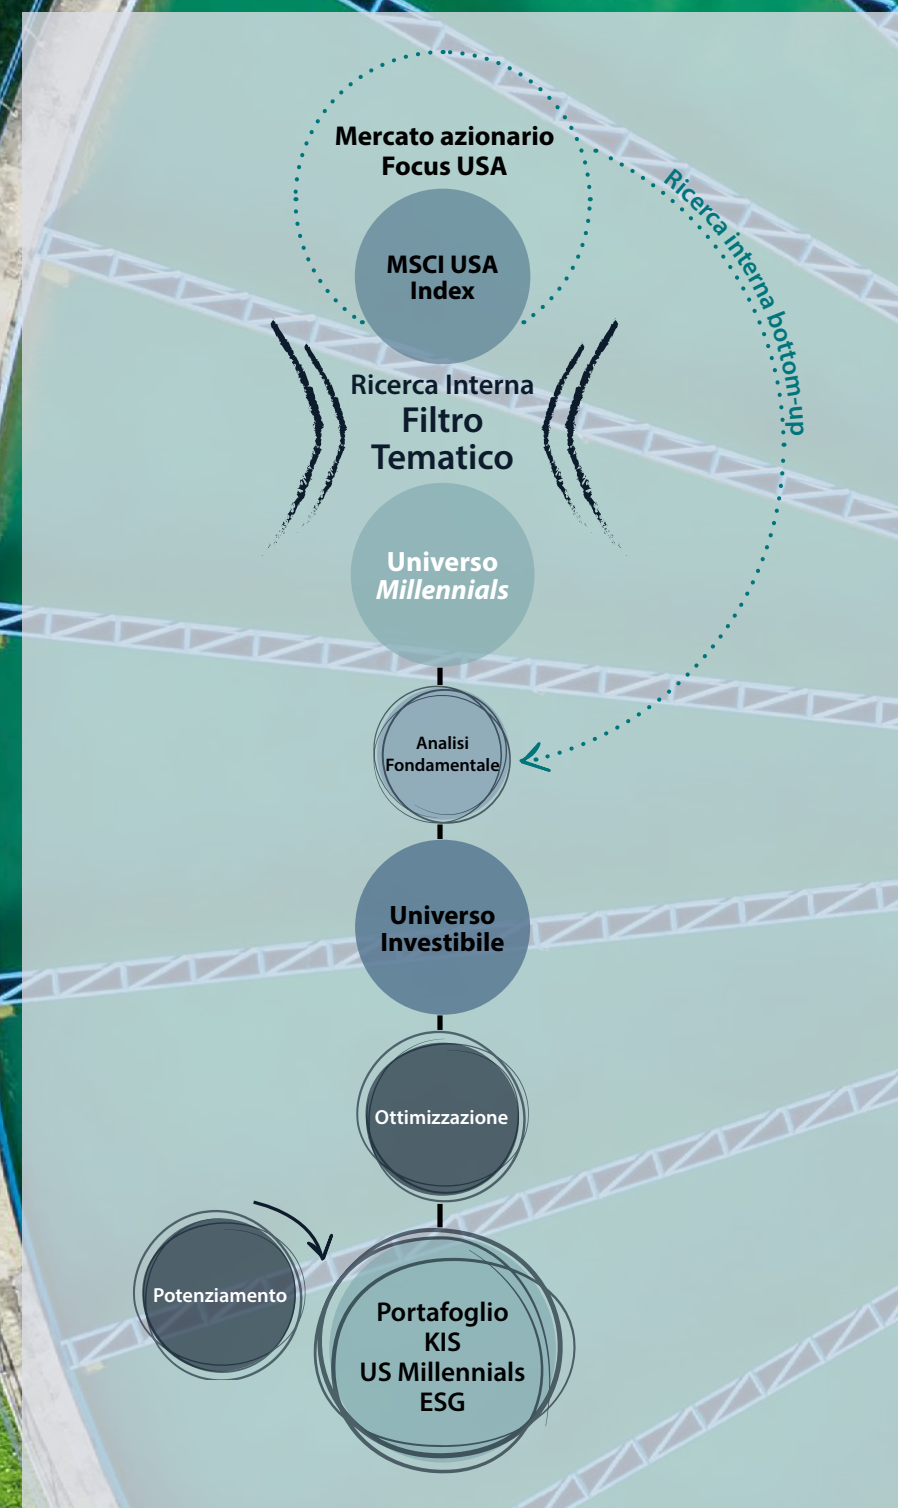 Mercato azionario
Focus USA
MSCI USA
Index
Ricerca interna bottom-up
Ricerca Interna
Filtro
Tematico
Universo
Millennials
Analisi
Fondamentale
Universo
Investibile
Ottimizzazione
Potenziamento
Portafoglio
KIS
US Millennials
ESG